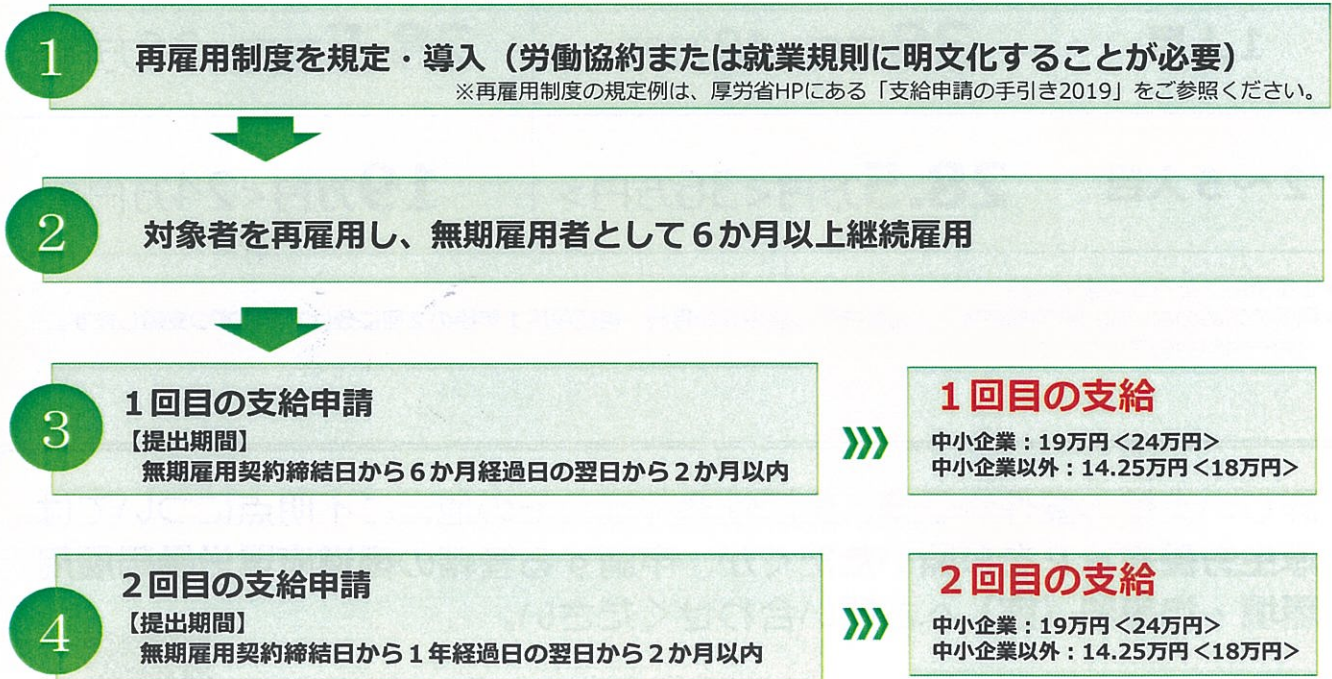 1
再雇用制度を規定・導入（労働協約または就業規則に明文化することが必要）
※再雇用制度の規定例は、厚労省HPにある「支給申請の手引き2019」をご参照ください。
2
対象者を再雇用し、無期雇用者として６か月以上継続雇用
3
１回目の支給申請
【提出期間】
無期雇用契約締結日から６か月経過日の翌日から２か月以内
１回目の支給
中小企業：19万円＜24万円＞
中小企業以外：14.25万円＜18万円＞
4
２回目の支給申請
【提出期間】
無期雇用契約締結日から１年経過日の翌日から２か月以内
２回目の支給
中小企業：19万円＜24万円＞
中小企業以外：14.25万円＜18万円＞